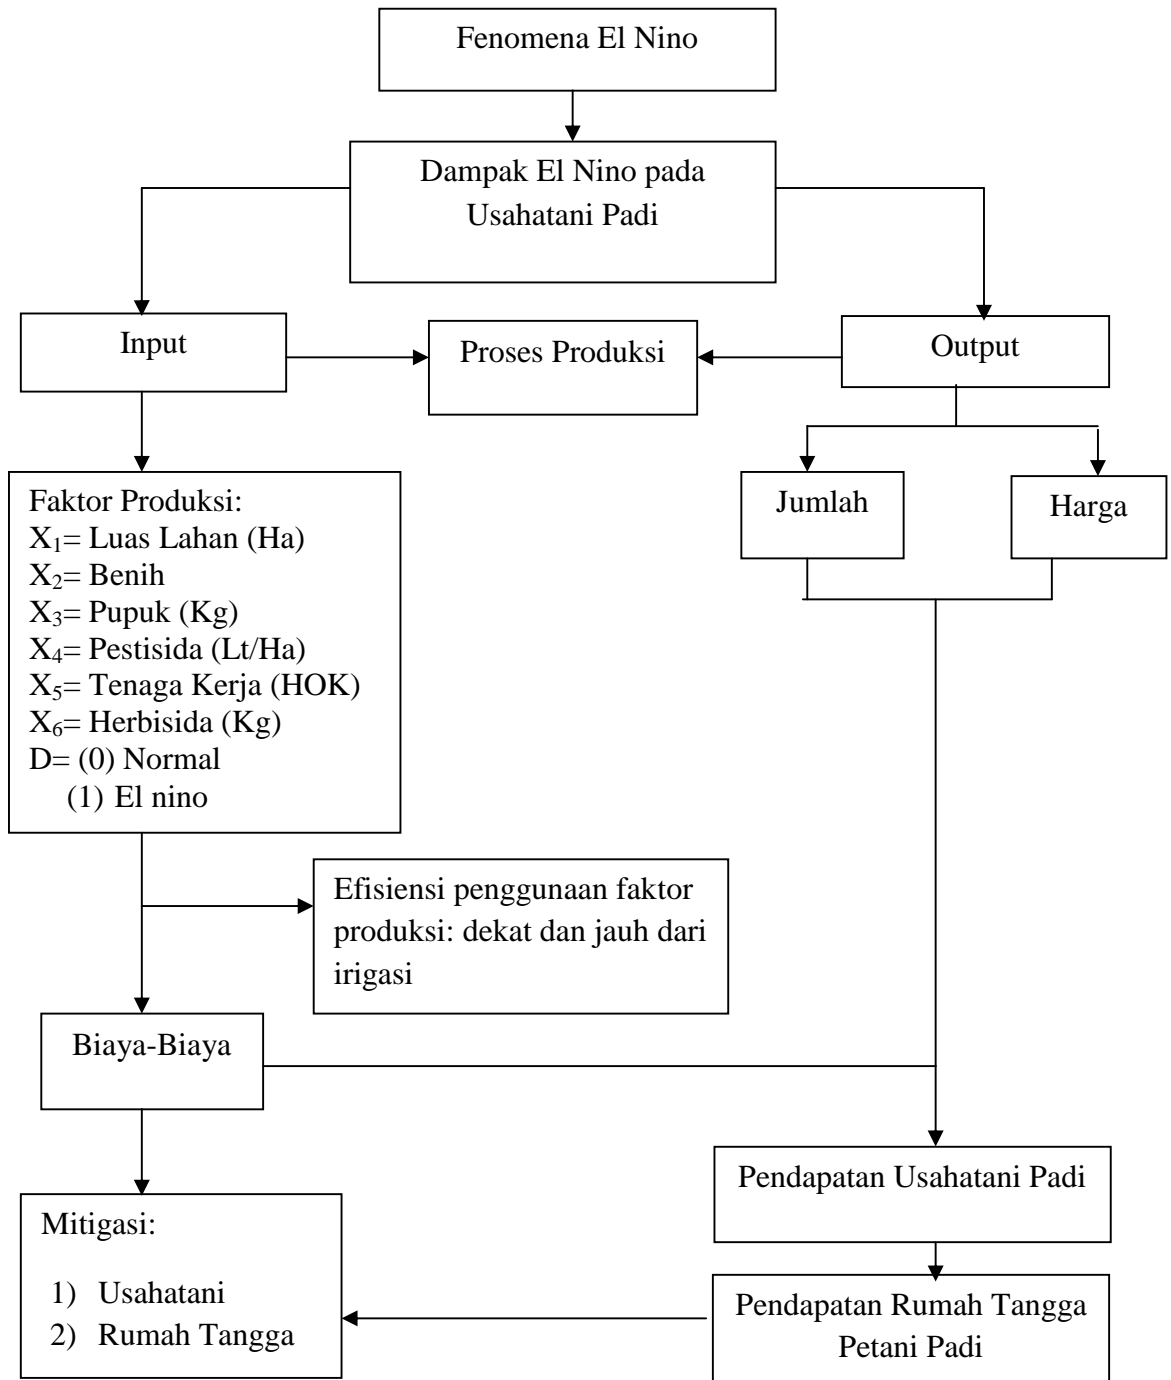 Fenomena El Nino
Dampak El Nino pada
Usahatani Padi
Input
Proses Produksi
Output
Jumlah
Harga
Faktor Produksi:
X₁= Luas Lahan (Ha)
X₂= Benih
X₃= Pupuk (Kg)
X₄= Pestisida (Lt/Ha)
X₅= Tenaga Kerja (HOK)
X₆= Herbisida (Kg)
D= (0) Normal
(1) El nino
Efisiensi penggunaan faktor
produksi: dekat dan jauh dari
irigasi
Biaya-Biaya
Pendapatan Usahatani Padi
Mitigasi:
1) Usahatani
2) Rumah Tangga
Pendapatan Rumah Tangga
Petani Padi